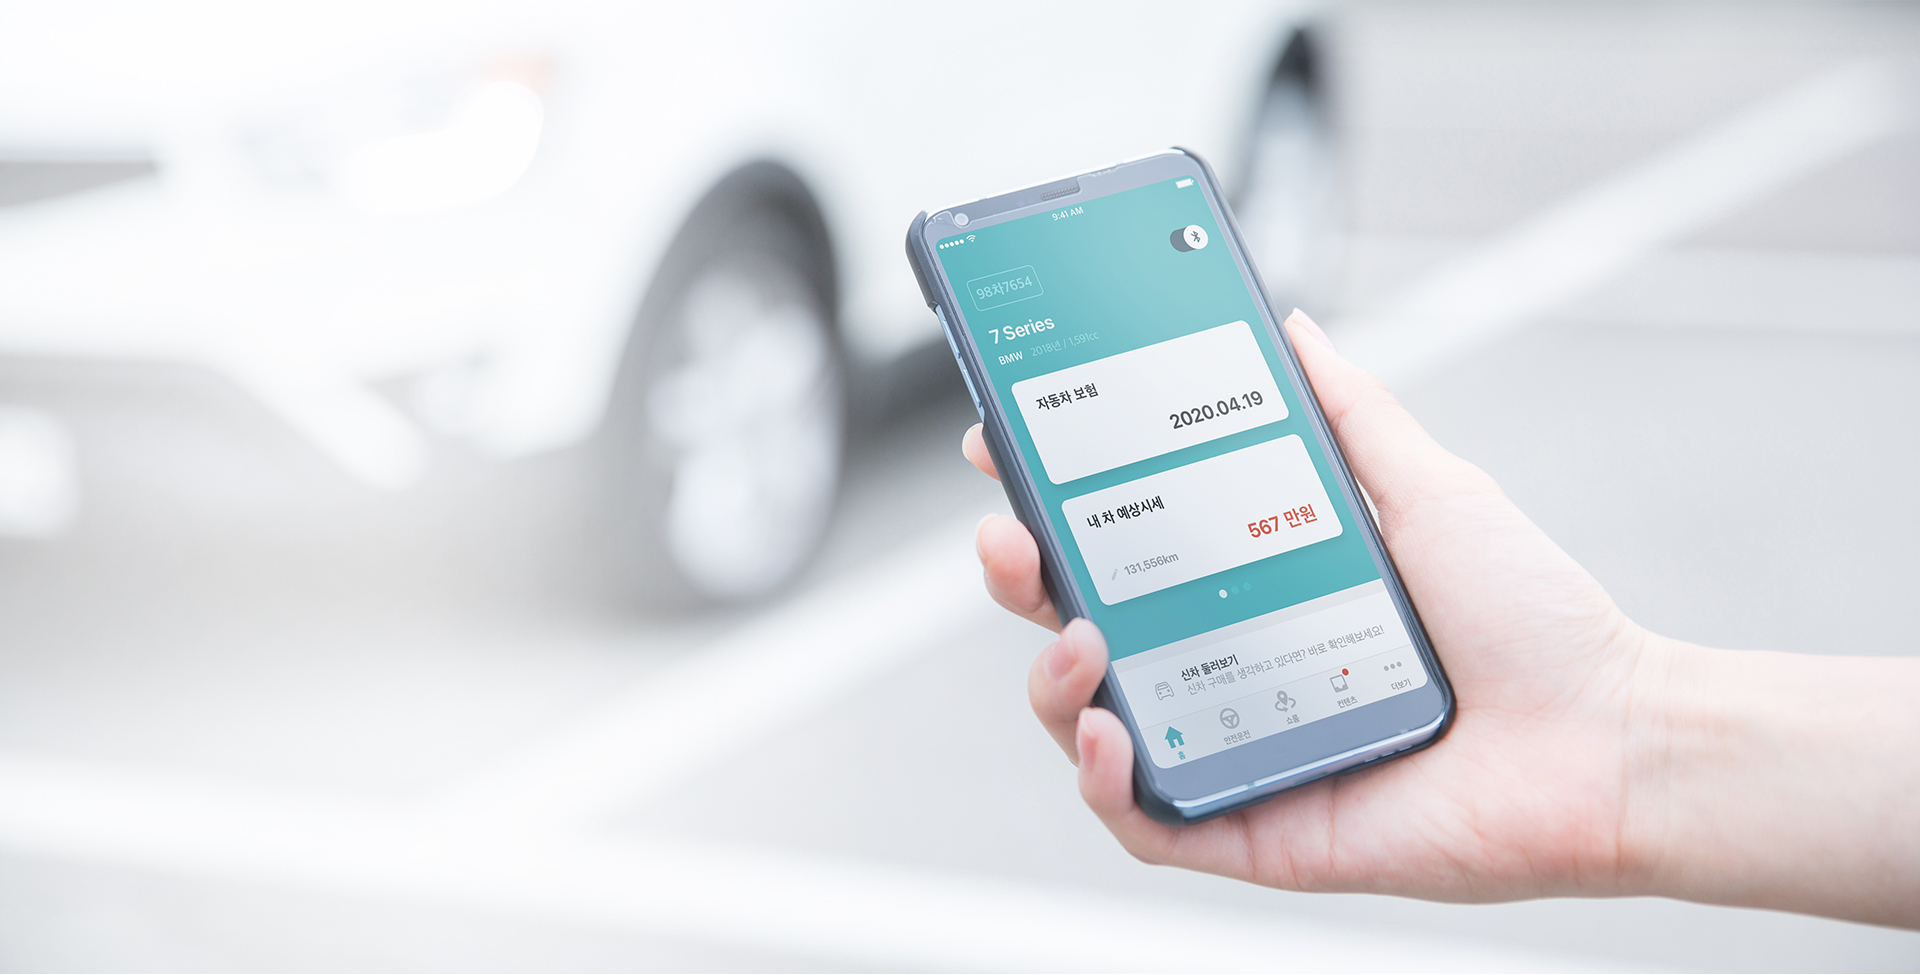 9:41 AM
98차7654
7 Series
BMW 2018년 / 1,591cc
자동차 보험
2020.04.19
내 차 예상시세
567 만원
131,556km
신차 둘러보기
신차 구매를 생각하고 있다면? 바로 확인해보세요!
홈
안전운전
쇼룸
컨텐츠
더보기